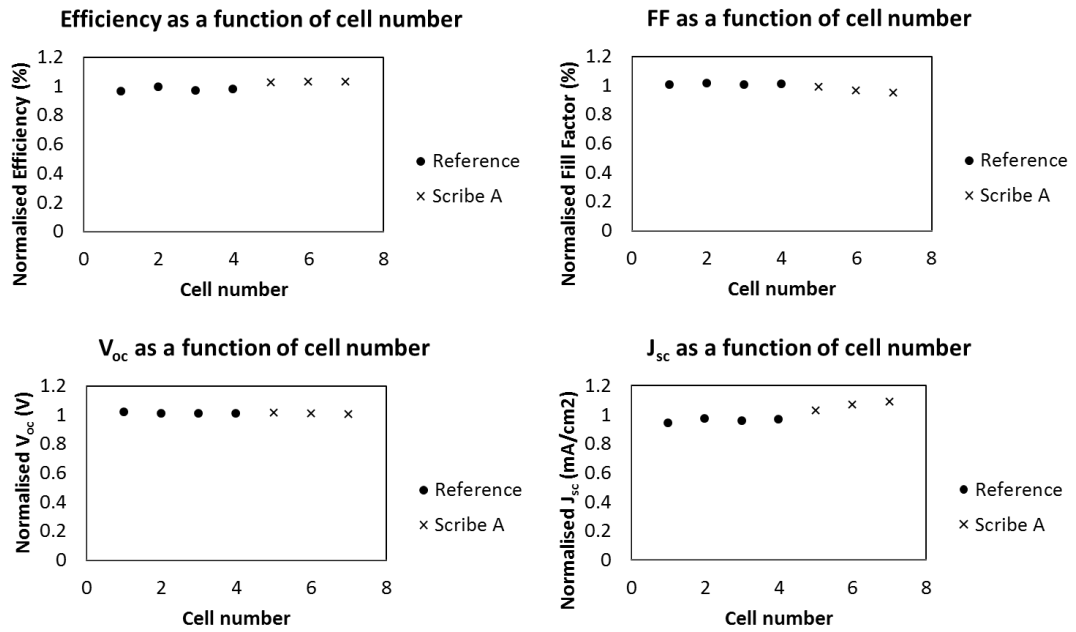 Efficiency as a function of cell number
Normalised Efficiency (%)
1.2
1
0.8
0.6
0.4
0.2
0
0 2 4 6 8
Cell number
Reference
Scribe A
FF as a function of cell number
Normalised Fill Factor (%)
1.2
1
0.8
0.6
0.4
0.2
0
0 2 4 6 8
Cell number
Reference
Scribe A
Voc as a function of cell number
Normalised Voc (V)
1.2
1
0.8
0.6
0.4
0.2
0
0 2 4 6 8
Cell number
Reference
Scribe A
Jsc as a function of cell number
Normalised Jsc (mA/cm2)
1.2
1
0.8
0.6
0.4
0.2
0
0 2 4 6 8
Cell number
Reference
Scribe A